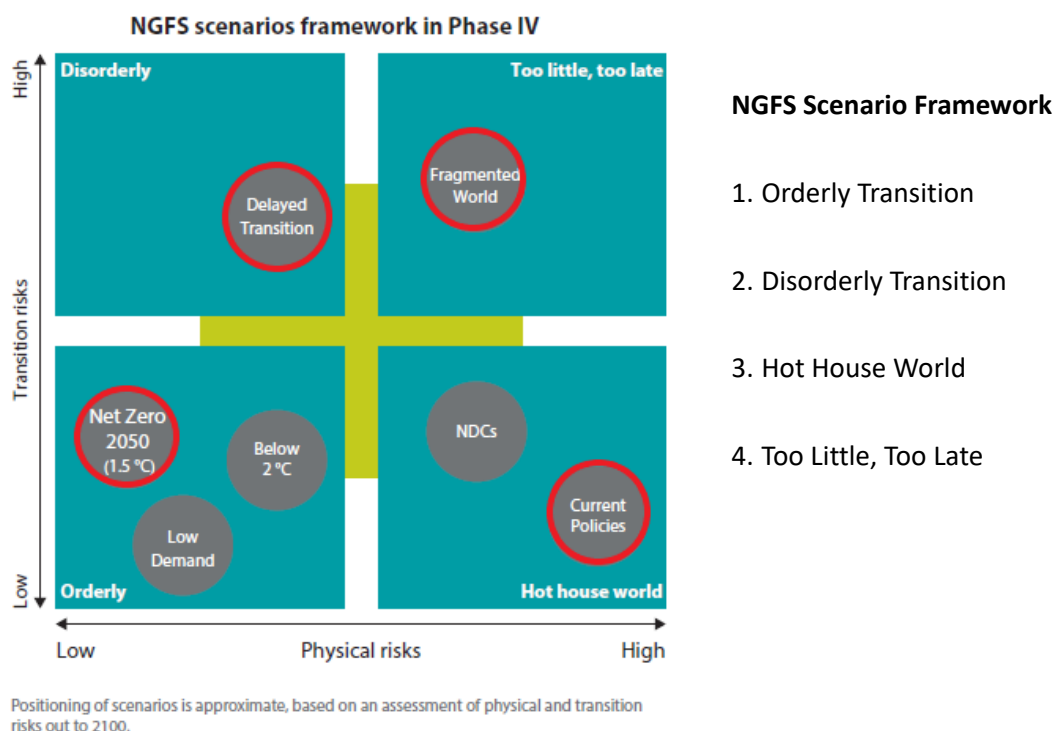 NGFS scenarios framework in Phase IV
High
Transition risks
Low
Disorderly
Too little, too late
Delayed
Transition
Fragmented
World
Net Zero
2050
(1.5 °C)
Below
2 °C
Low
Demand
NDCs
Current
Policies
Orderly
Hot house world
Low
Physical risks
High
Positioning of scenarios is approximate, based on an assessment of physical and transition
risks out to 2100.
NGFS Scenario Framework
1. Orderly Transition
2. Disorderly Transition
3. Hot House World
4. Too Little, Too Late